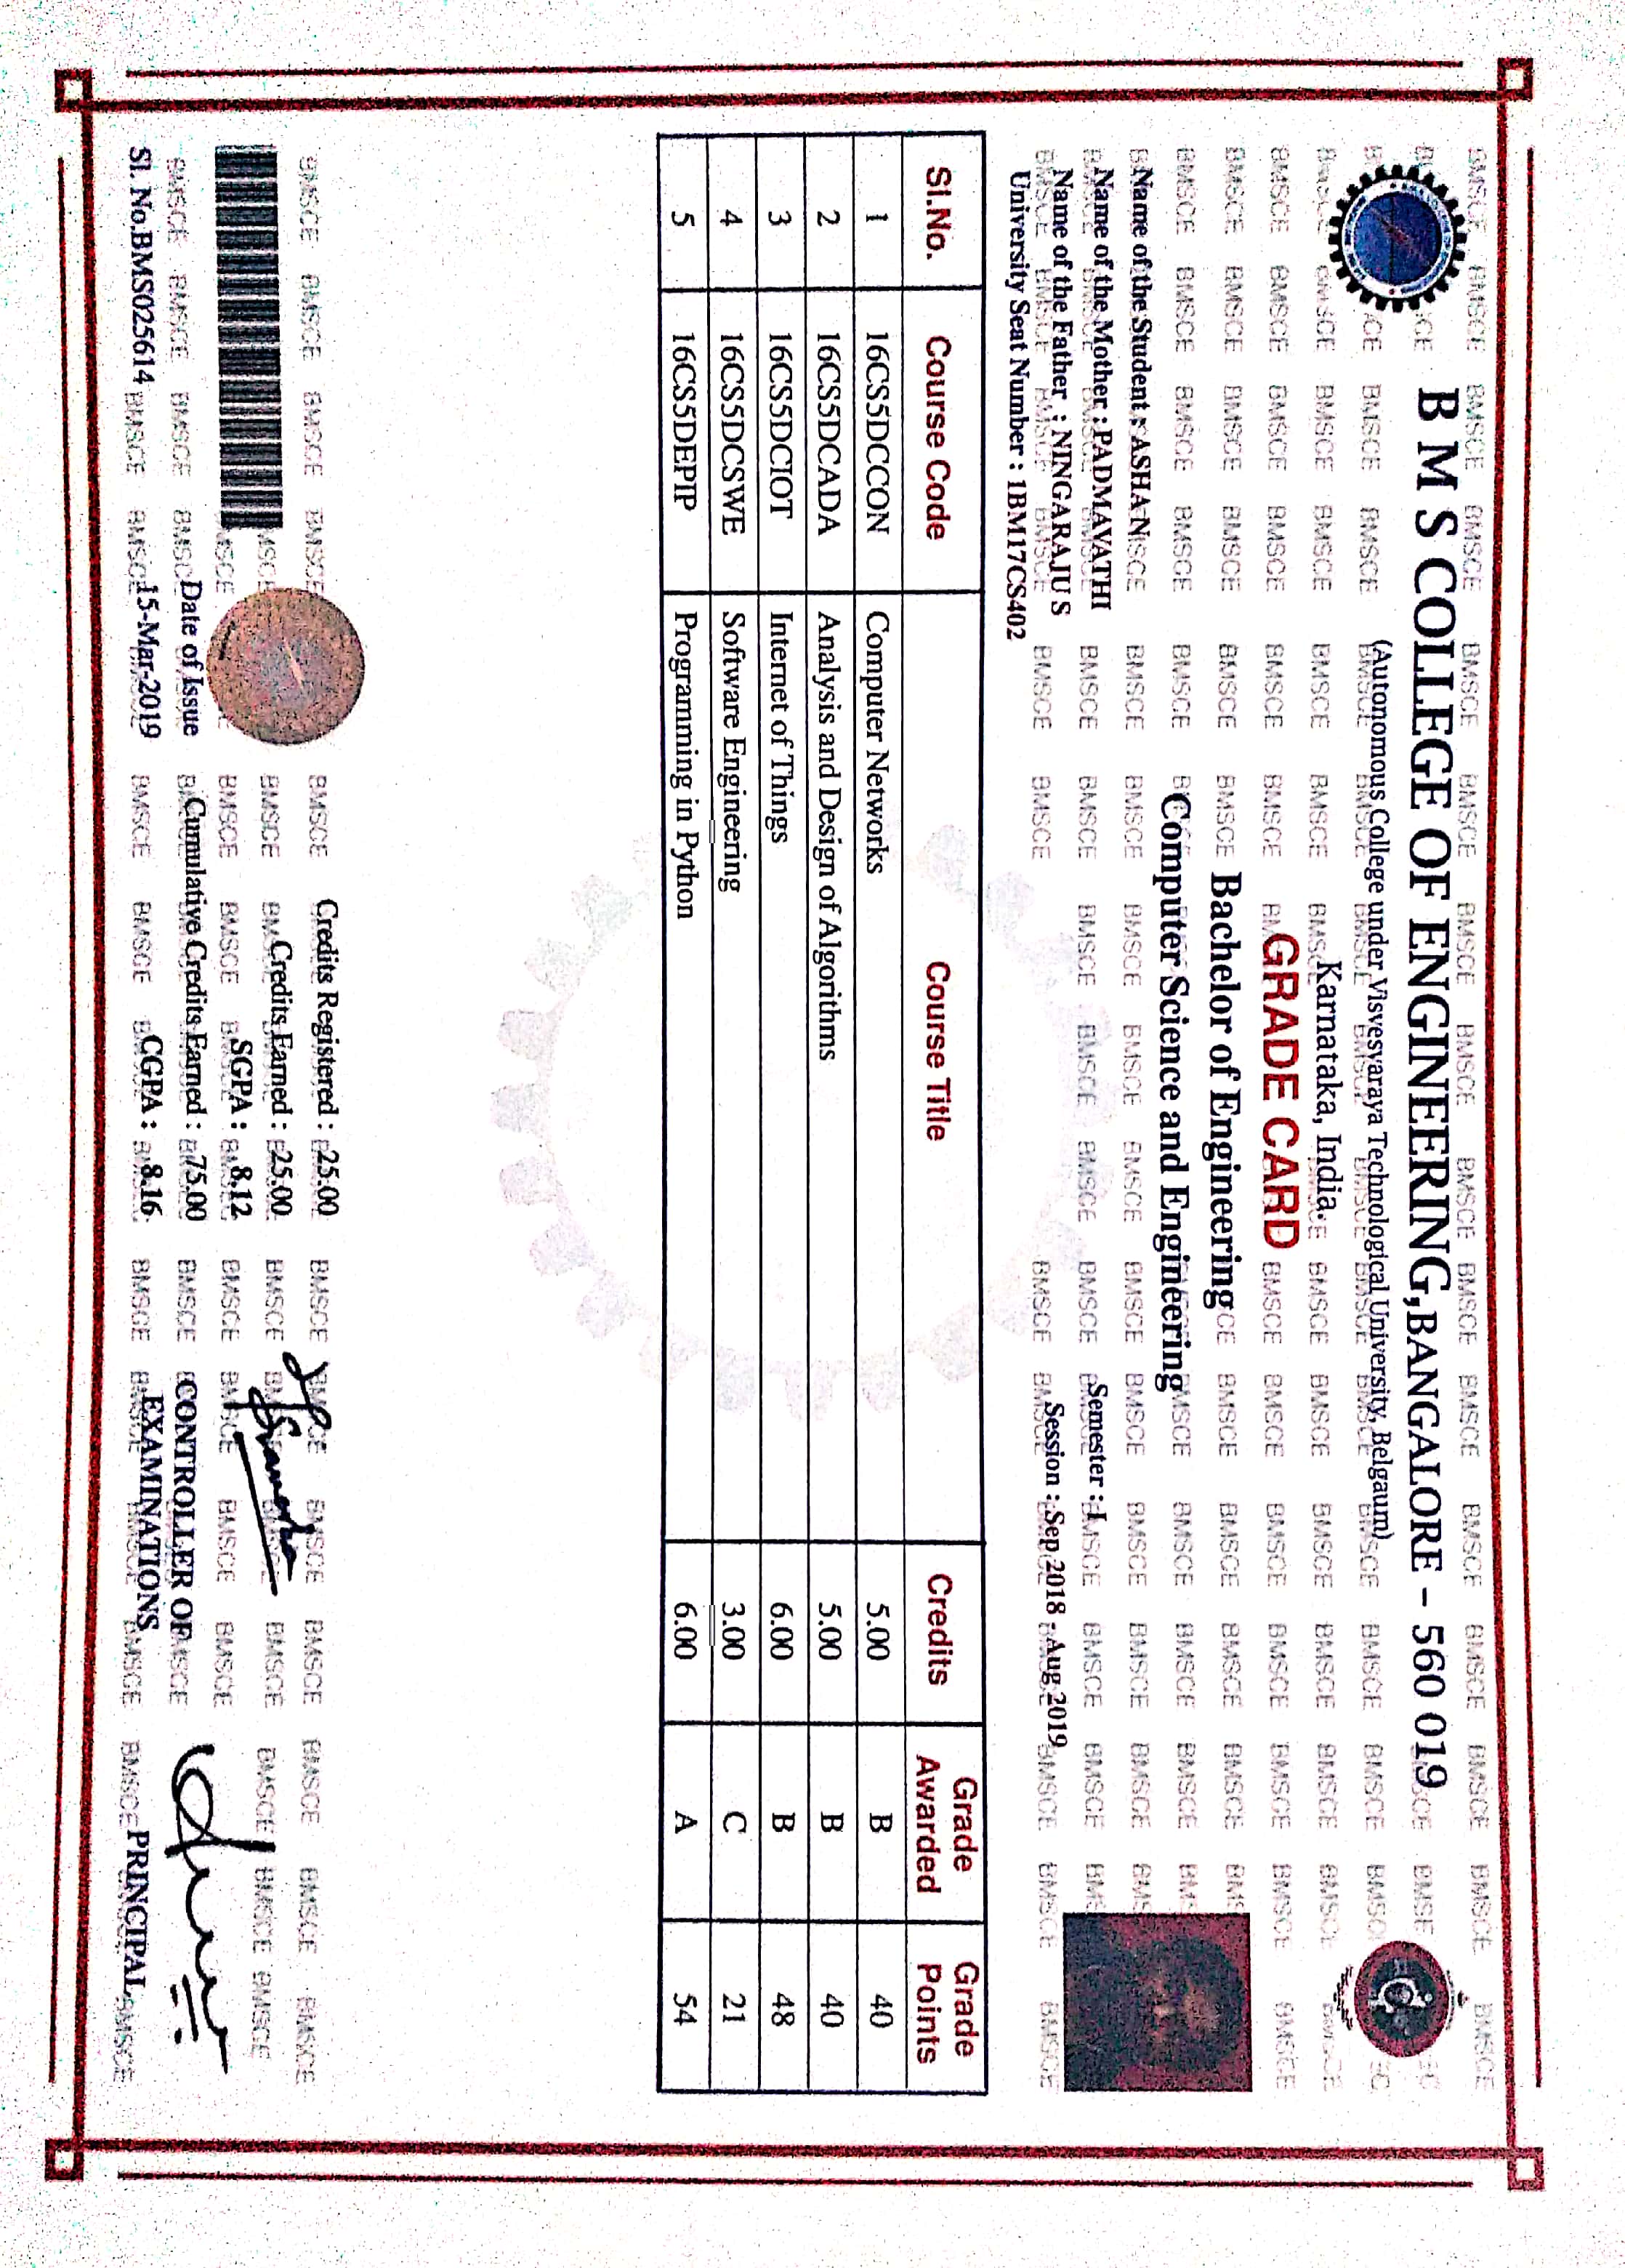 B M S COLLEGE OF ENGINEERING,BANGALORE – 560 019
(Autonomous College under Visvesvaraya Technological University, Belgaum)
Karnataka, India.
GRADE CARD
Bachelor of Engineering
Computer Science and Engineering
Name of the Student : ASHA N
Name of the Mother : PADMAVATHI
Semester : I
Name of the Father : NINGARAJU S
Session : Sep 2018 - Aug 2019
University Seat Number : 1BM17CS402
Sl.No. Course Code Course Title Credits Grade Awarded Grade Points
1 16CS5DCCON Computer Networks 5.00 B 40
2 16CS5DCADA Analysis and Design of Algorithms 5.00 B 40
3 16CS5DCIOT Internet of Things 6.00 B 48
4 16CS5DCSWE Software Engineering 3.00 C 21
5 16CS5DEPIP Programming in Python 6.00 A 54
Credits Registered : 25.00
Credits Earned : 25.00
SGPA : 8.12
Date of Issue Cumulative Credits Earned : 75.00 CONTROLLER OF
Sl. No.BMS025614 15-Mar-2019 CGPA : 8.16 EXAMINATIONS PRINCIPAL